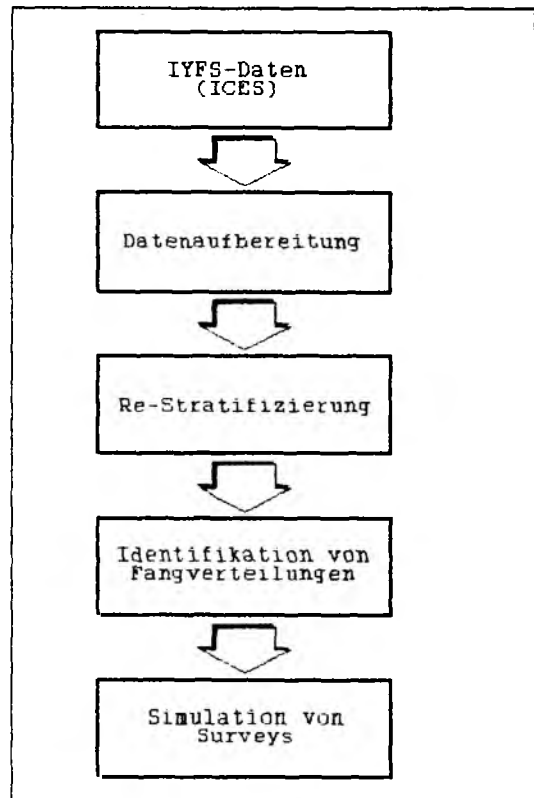 IYFS-Daten
(ICES)
Datenaufbereitung
Re-Stratifizierung
Identifikation von
Fangverteilungen
Simulation von
Surveys